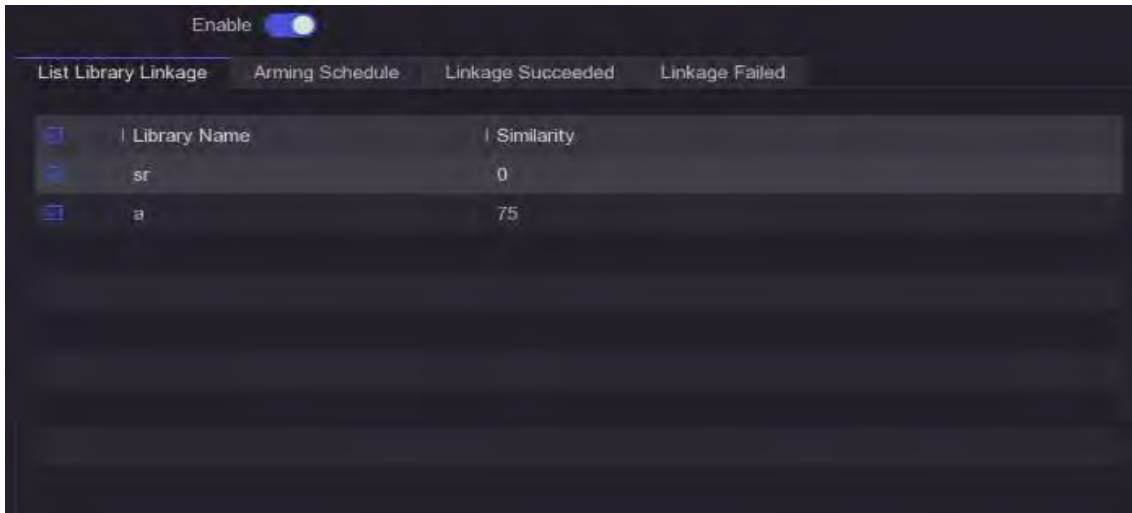 Enable
List Library Linkage Arming Schedule Linkage Succeeded Linkage Failed
Library Name Similarity
sr 0
a 75